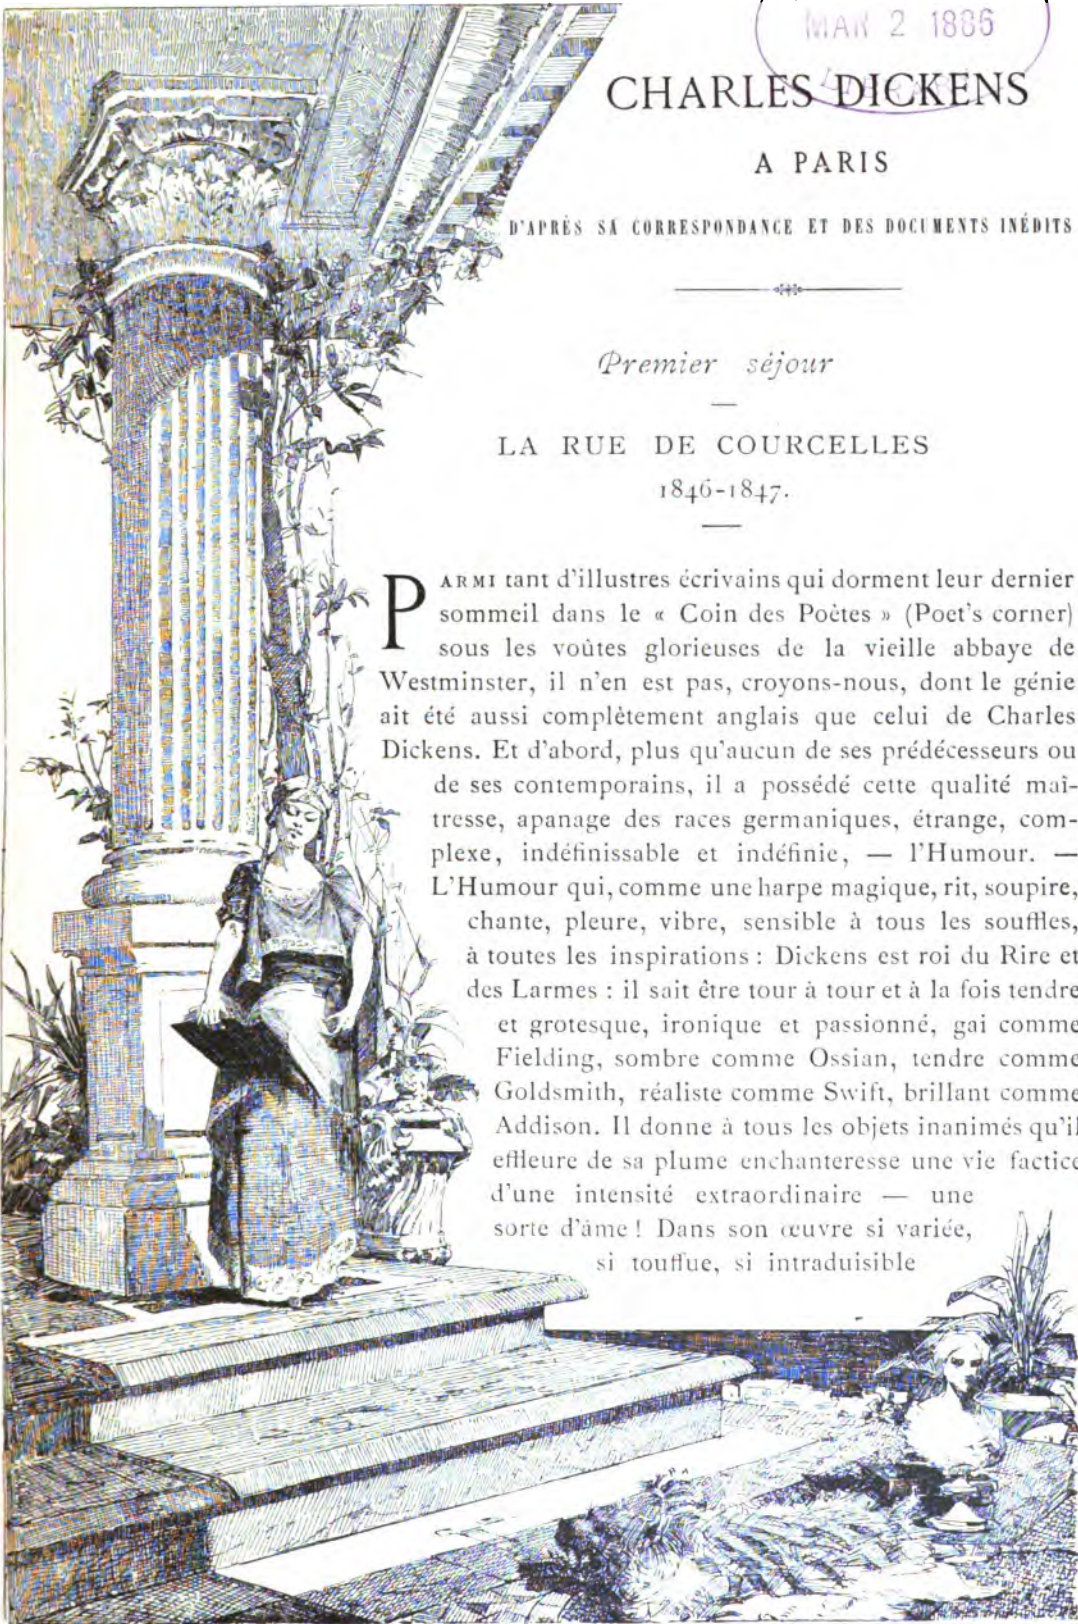 MAR 2 1886
CHARLES DICKENS
A PARIS
D'APRÈS SA CORRESPONDANCE ET DES DOCUMENTS INÉDITS
Premier séjour
LA RUE DE COURCELLES
1846-1847.
PARMI tant d'illustres écrivains qui dorment leur dernier
sommeil dans le « Coin des Poètes » (Poet's corner)
sous les voûtes glorieuses de la vieille abbaye de
Westminster, il n'en est pas, croyons-nous, dont le génie
ait été aussi complètement anglais que celui de Charles
Dickens. Et d'abord, plus qu'aucun de ses prédécesseurs ou
de ses contemporains, il a possédé cette qualité maî-
tresse, apanage des races germaniques, étrange, com-
plexe, indéfinissable et indéfinie, — l'Humour. —
L'Humour qui, comme une harpe magique, rit, soupire,
chante, pleure, vibre, sensible à tous les souffles,
à toutes les inspirations : Dickens est roi du Rire et
des Larmes : il sait être tour à tour et à la fois tendre
et grotesque, ironique et passionné, gai comme
Fielding, sombre comme Ossian, tendre comme
Goldsmith, réaliste comme Swift, brillant comme
Addison. Il donne à tous les objets inanimés qu'il
effleure de sa plume enchanteresse une vie factice
d'une intensité extraordinaire — une
sorte d'âme ! Dans son œuvre si variée,
si touffue, si intraduisible